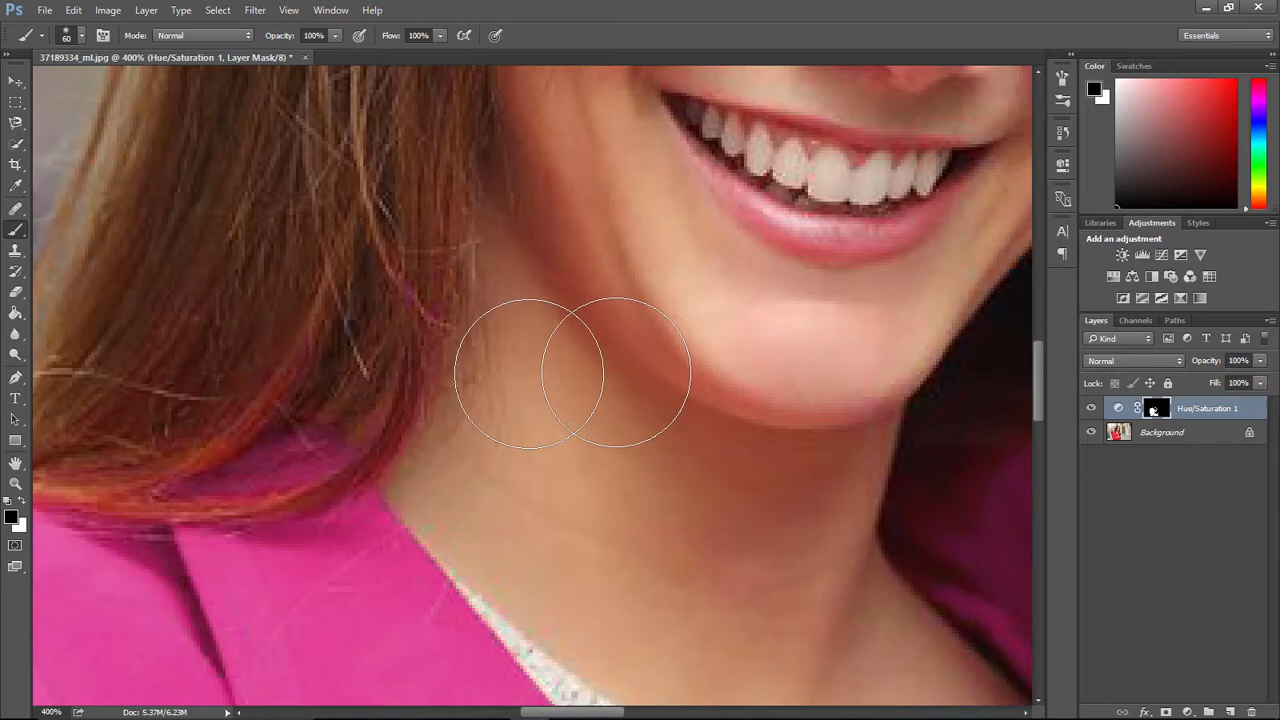 Ps File Edit Image Layer Type Select Filter View Window Help
60 Mode: Normal Opacity: 100% Flow: 100% Essentials
37189334_ml.jpg @ 400% (Hue/Saturation 1, Layer Mask/8) * ×
Color Swatches
Libraries Adjustments Styles
Add an adjustment
Layers Channels Paths
Kind
Normal Opacity: 100%
Lock: Fill: 100%
Hue/Saturation 1
Background
400% Doc: 5.37M/6.23M